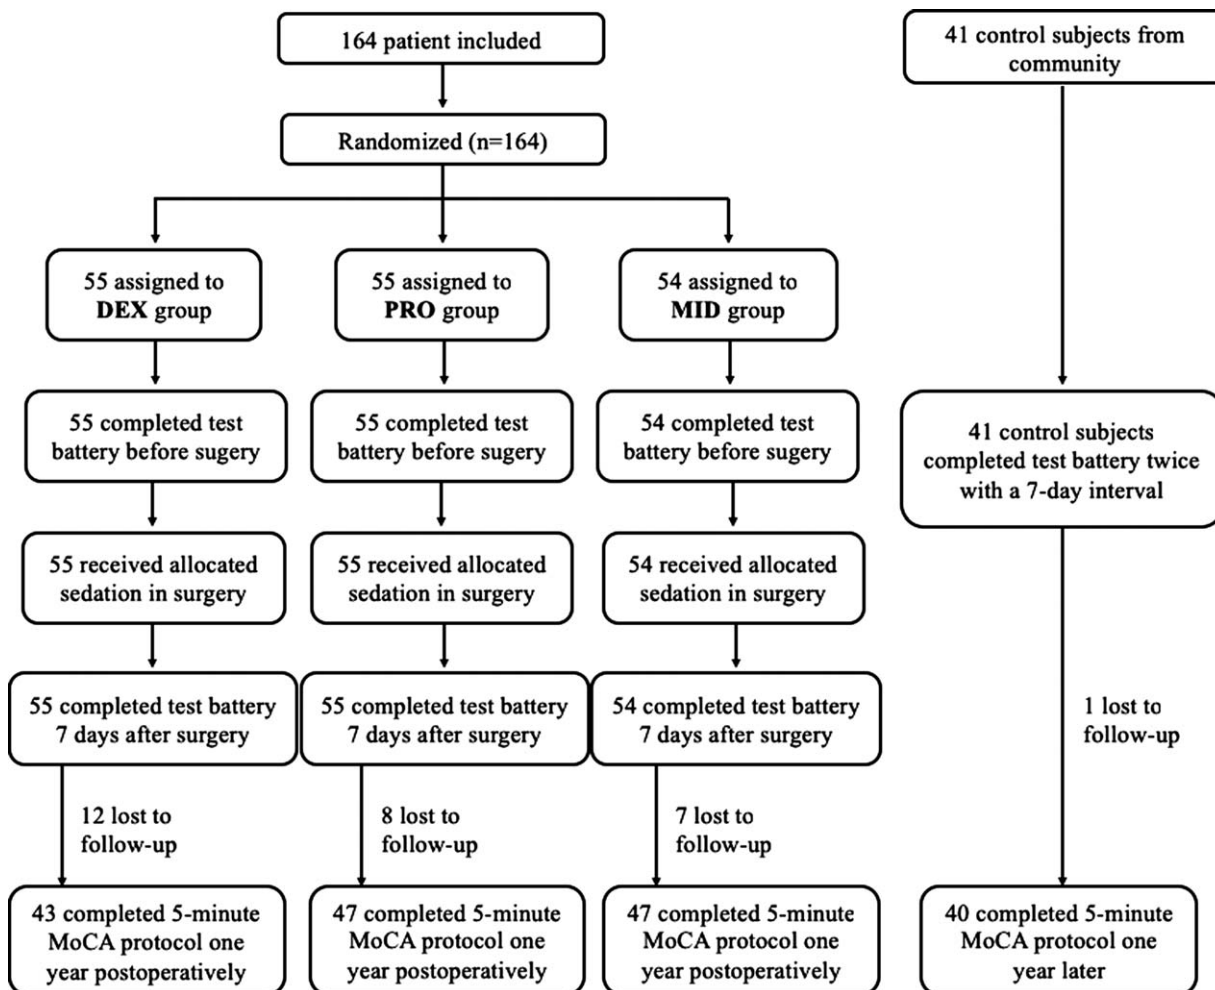 164 patient included
Randomized (n=164)
55 assigned to
DEX group
55 assigned to
PRO group
54 assigned to
MID group
55 completed test
battery before sugery
55 completed test
battery before sugery
54 completed test
battery before sugery
55 received allocated
sedation in surgery
55 received allocated
sedation in surgery
54 received allocated
sedation in surgery
55 completed test battery
7 days after surgery
55 completed test battery
7 days after surgery
54 completed test battery
7 days after surgery
12 lost to
follow-up
8 lost to
follow-up
7 lost to
follow-up
43 completed 5-minute
MoCA protocol one
year postoperatively
47 completed 5-minute
MoCA protocol one
year postoperatively
47 completed 5-minute
MoCA protocol one
year postoperatively
41 control subjects from
community
41 control subjects
completed test battery twice
with a 7-day interval
1 lost to
follow-up
40 completed 5-minute
MoCA protocol one
year later